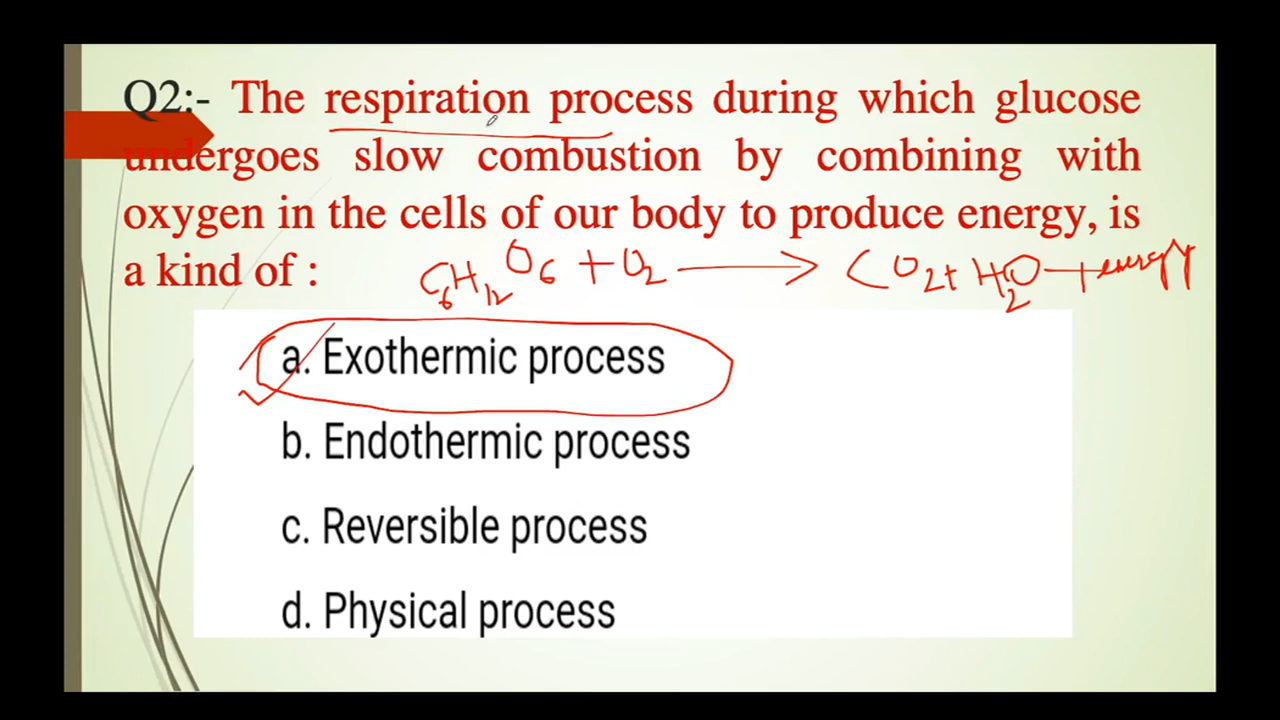 Q2:- The respiration process during which glucose
undergoes slow combustion by combining with
oxygen in the cells of our body to produce energy, is
a kind of :
C6H12O6 + O2 → CO2 + H2O + energy
a. Exothermic process
b. Endothermic process
c. Reversible process
d. Physical process